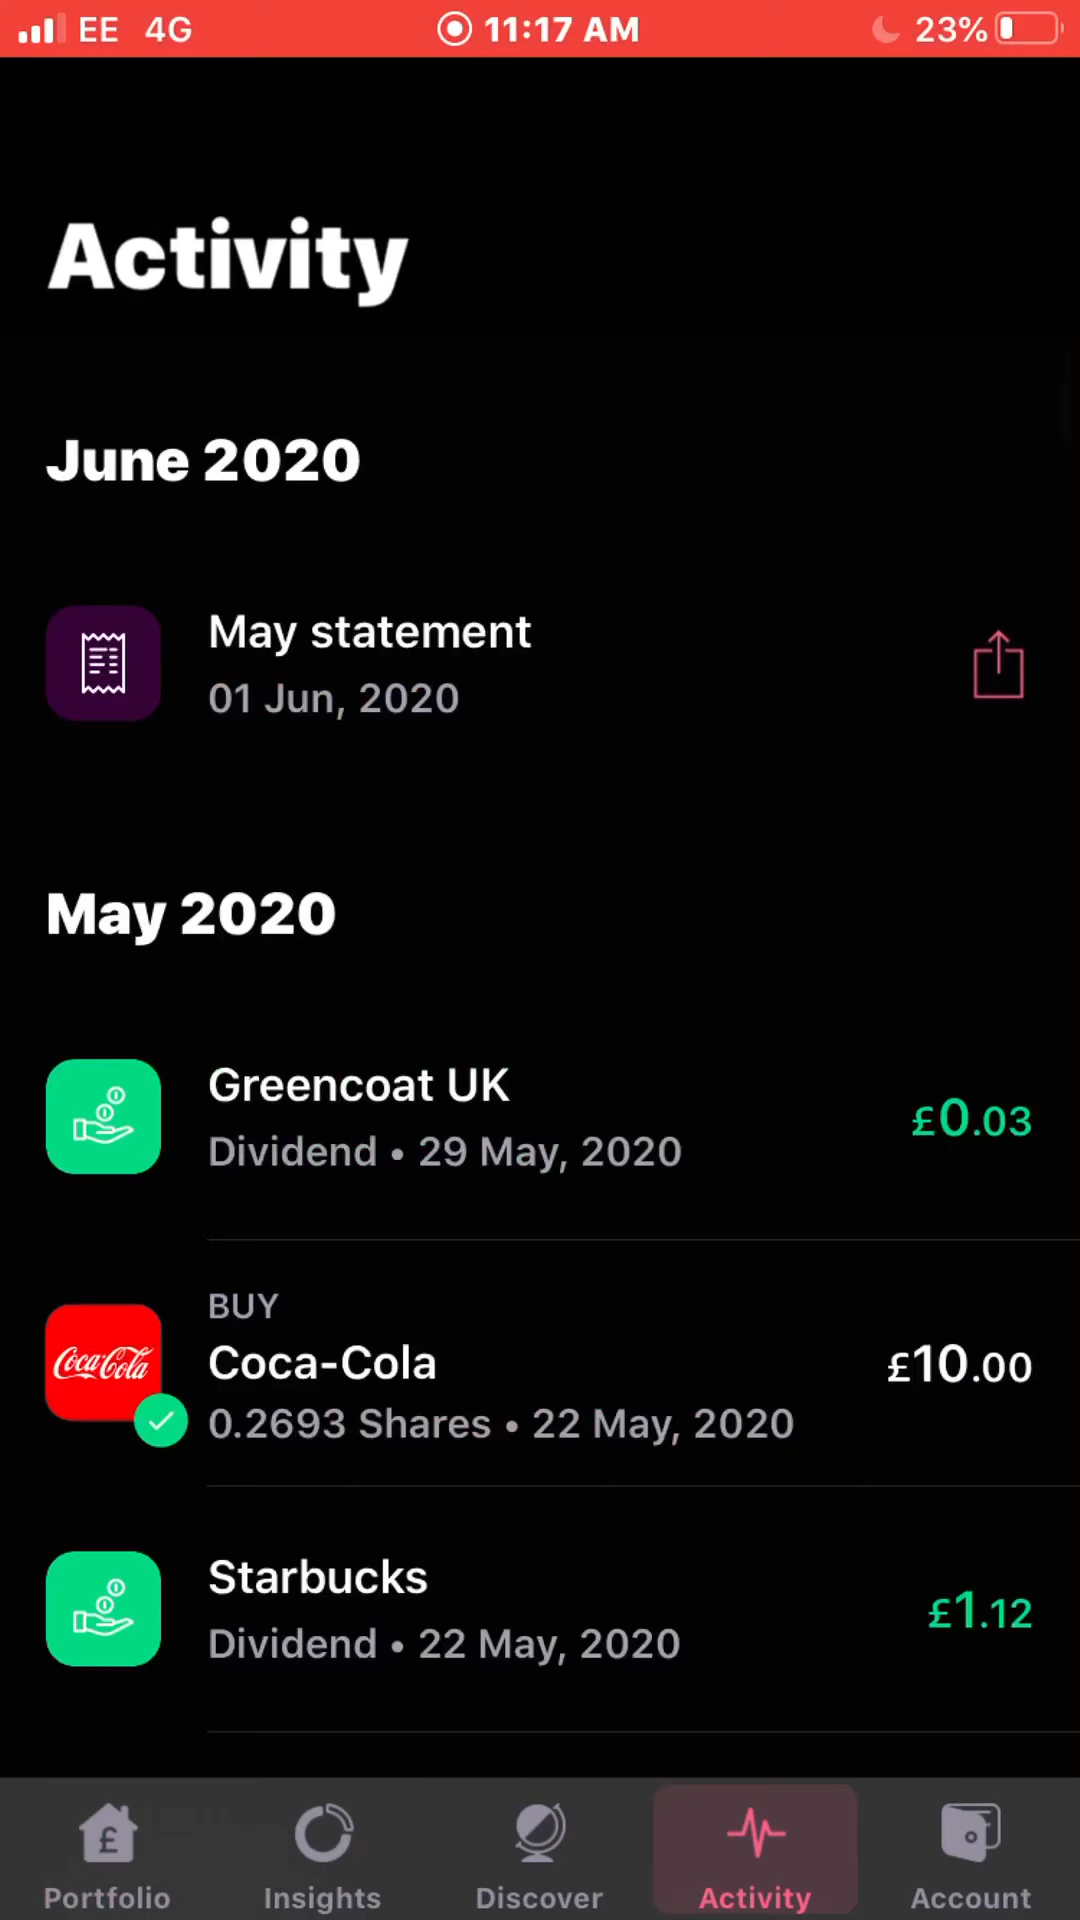 EE 4G 11:17 AM 23%
Activity
June 2020
May statement
01 Jun, 2020
May 2020
Greencoat UK
Dividend • 29 May, 2020
£0.03
BUY
Coca-Cola
Coca-Cola
£10.00
0.2693 Shares • 22 May, 2020
Starbucks
Dividend • 22 May, 2020
£1.12
£
Portfolio Insights Discover Activity Account